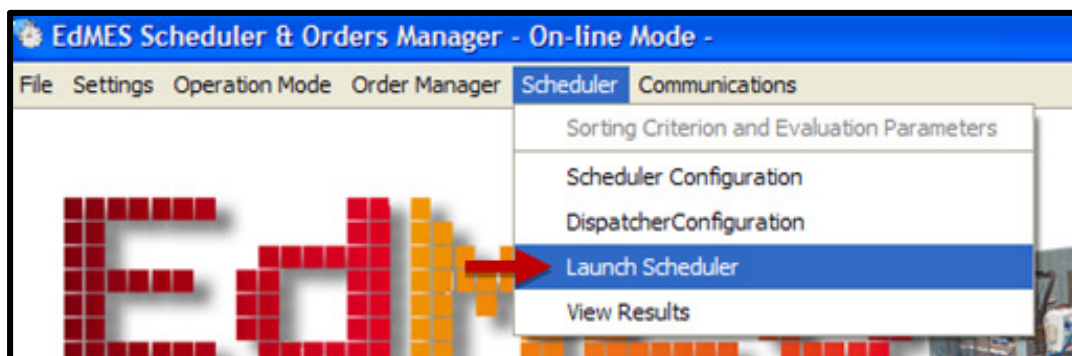 EdMES Scheduler & Orders Manager - On-line Mode -
File Settings Operation Mode Order Manager Scheduler Communications
Sorting Criterion and Evaluation Parameters
Scheduler Configuration
DispatcherConfiguration
Launch Scheduler
View Results
Ed